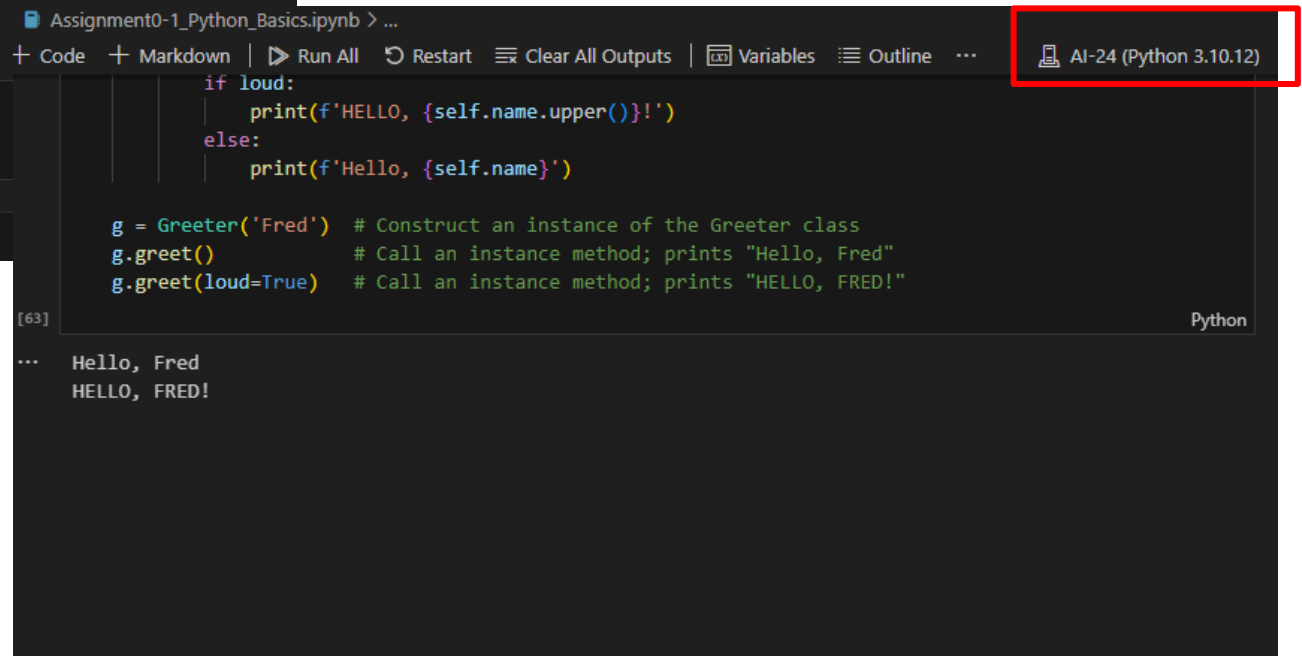 Assignment0-1_Python_Basics.ipynb > ...
+ Code + Markdown | Run All Restart Clear All Outputs | Variables Outline ... AI-24 (Python 3.10.12)
if loud:
print(f'HELLO, {self.name.upper()}!')
else:
print(f'Hello, {self.name}')
g = Greeter('Fred')  # Construct an instance of the Greeter class
g.greet()            # Call an instance method; prints "Hello, Fred"
g.greet(loud=True)   # Call an instance method; prints "HELLO, FRED!"
[63] Python
... Hello, Fred
HELLO, FRED!